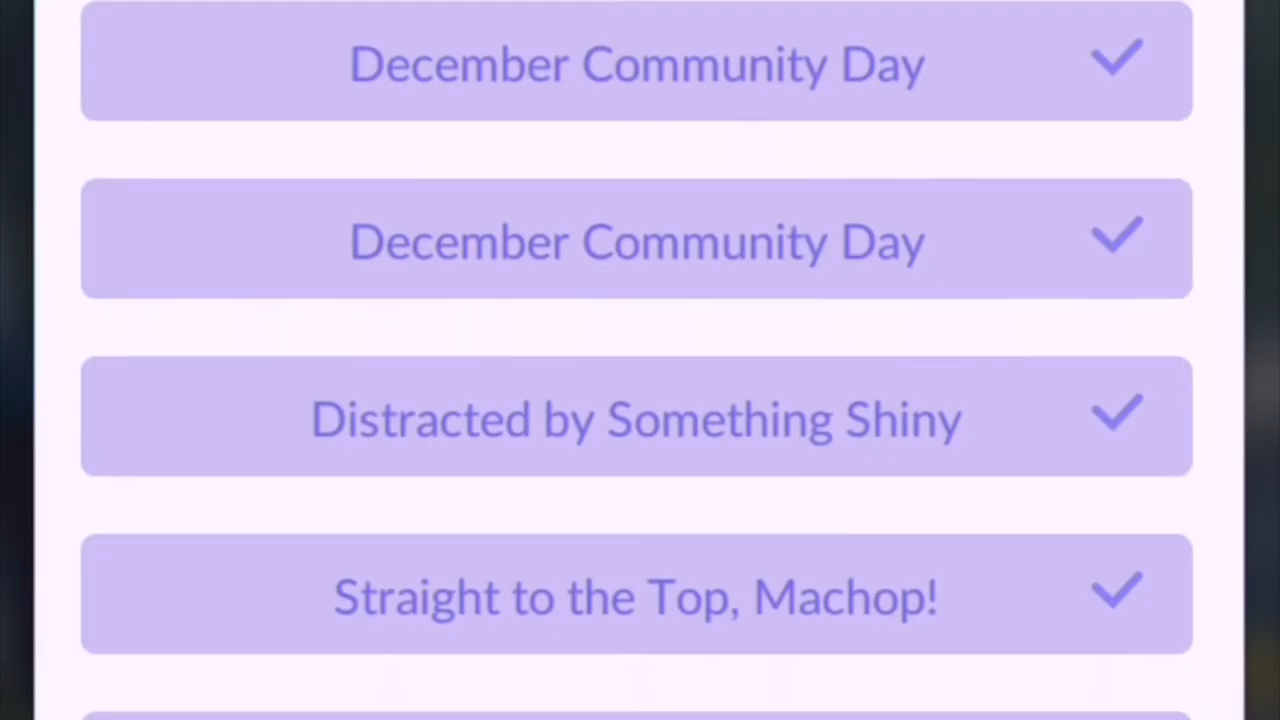 December Community Day
December Community Day
Distracted by Something Shiny
Straight to the Top, Machop!